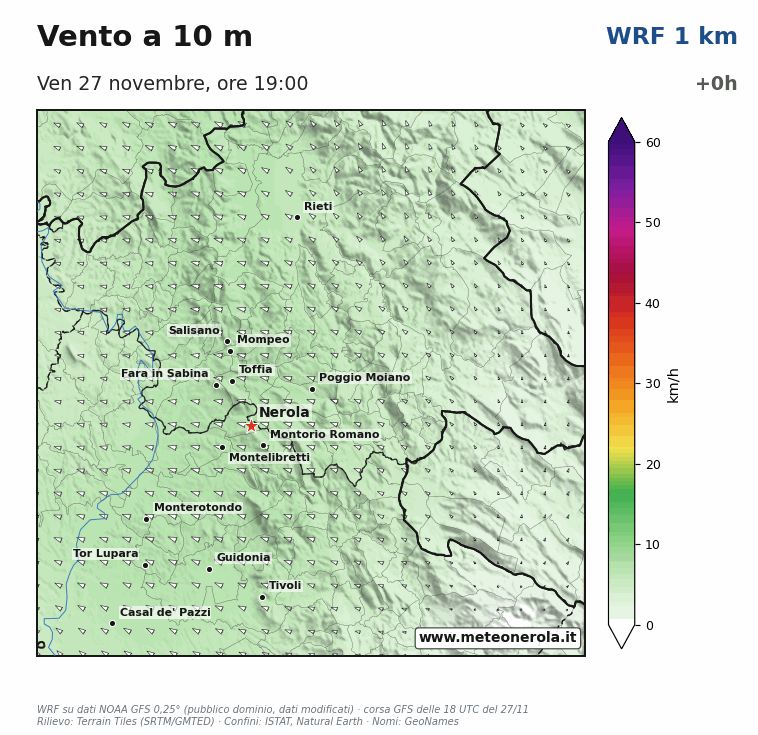 Vento a 10 m
WRF 1 km
Ven 27 novembre, ore 19:00
+0h
Rieti
Salisano
Mompeo
Toffia
Fara in Sabina
Poggio Moiano
Nerola
Montorio Romano
Montelibretti
Monterotondo
Tor Lupara
Guidonia
Tivoli
Casal de' Pazzi
www.meteonerola.it
60
50
40
30
20
10
0
km/h
WRF su dati NOAA GFS 0,25° (pubblico dominio, dati modificati) · corsa GFS delle 18 UTC del 27/11
Rilievo: Terrain Tiles (SRTM/GMTED) · Confini: ISTAT, Natural Earth · Nomi: GeoNames